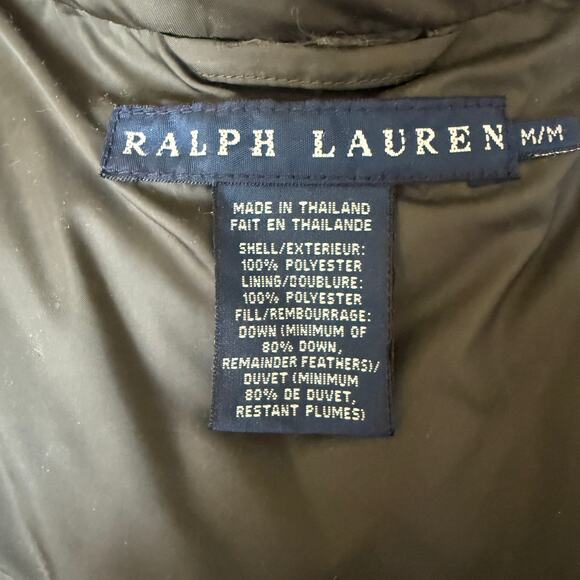 RALPH LAUREN M/M
MADE IN THAILAND
FAIT EN THAILANDE
SHELL/EXTERIEUR:
100% POLYESTER
LINING/DOUBLURE:
100% POLYESTER
FILL/REMBOURRAGE:
DOWN (MINIMUM OF
80% DOWN,
REMAINDER FEATHERS)/
DUVET (MINIMUM
80% DE DUVET,
RESTANT PLUMES)